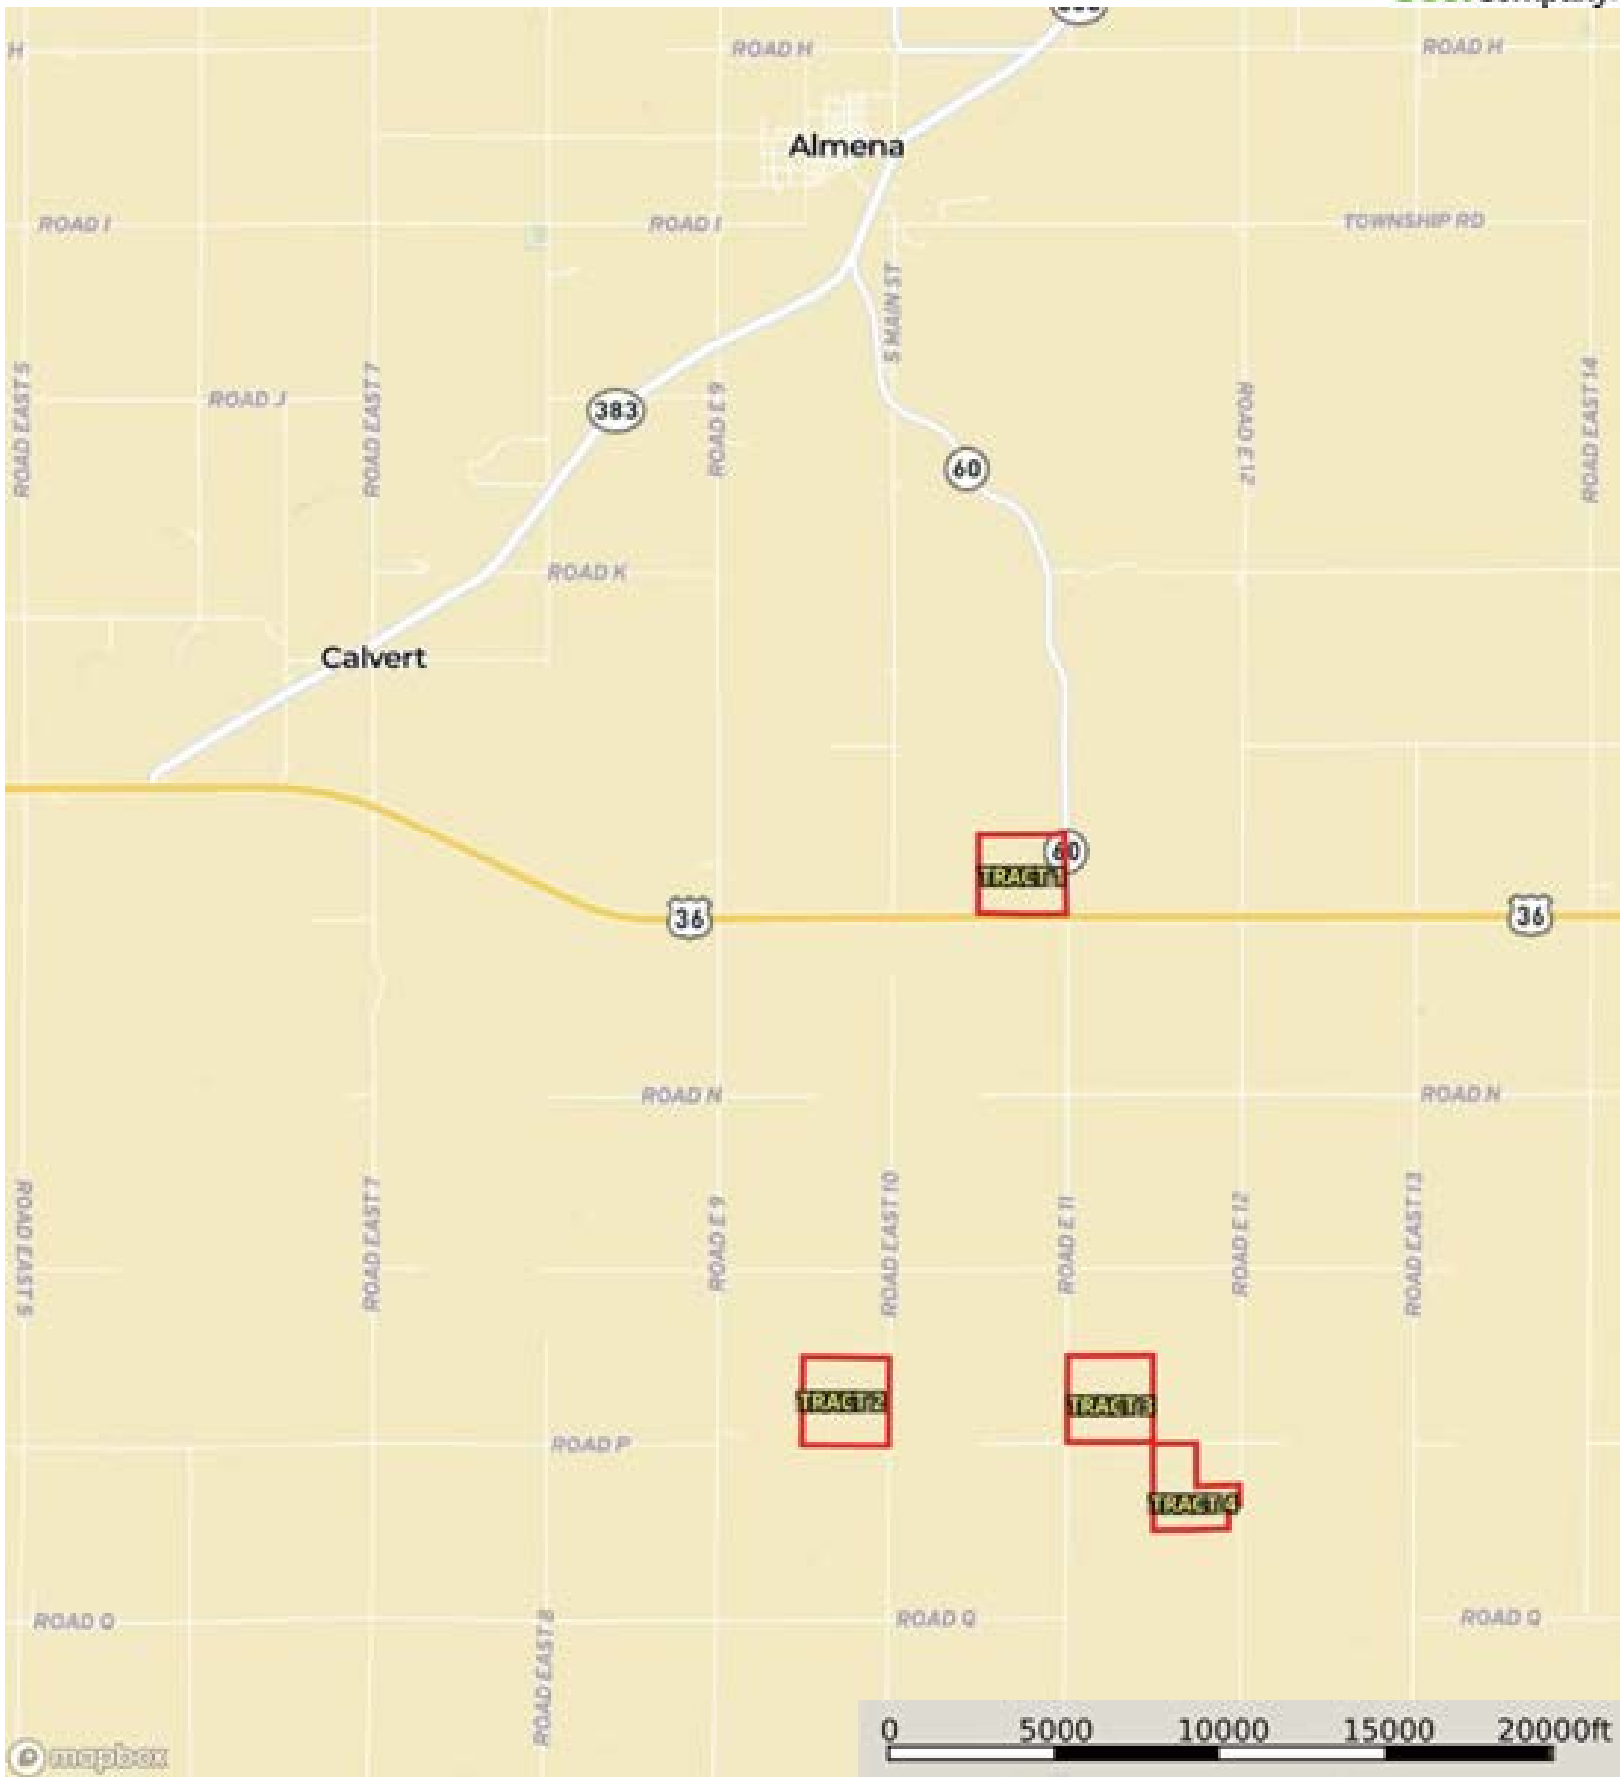 H
ROAD H
ROAD H
Almena
ROAD I
ROAD I
TOWNSHIP RD
S MAIN ST
ROAD EAST 5
ROAD EAST 7
ROAD J
383
ROAD E 9
60
ROAD E 12
ROAD EAST 14
ROAD K
Calvert
60
TRACT 1
36
36
ROAD N
ROAD N
ROAD EAST 5
ROAD EAST 7
ROAD E 9
ROAD EAST 10
ROAD E 11
ROAD E 12
ROAD EAST 13
TRACT 2
TRACT 3
ROAD P
TRACT 4
ROAD Q
ROAD Q
ROAD Q
ROAD EAST 8
0 5000 10000 15000 20000ft
mapbox